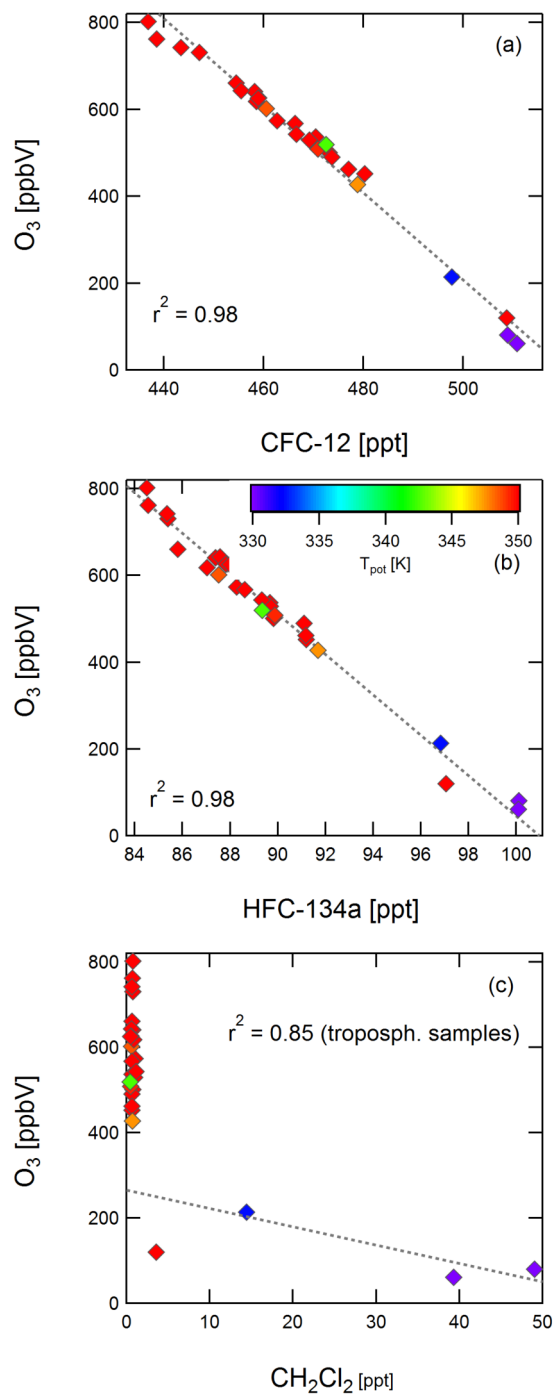 800
600
400
200
0
O3 [ppbV]
(a)
r2 = 0.98
440 460 480 500
CFC-12 [ppt]
800
600
400
200
0
O3 [ppbV]
330 335 340 345 350
Tpot [K]
(b)
r2 = 0.98
84 86 88 90 92 94 96 98 100
HFC-134a [ppt]
800
600
400
200
0
O3 [ppbV]
(c)
r2 = 0.85 (troposph. samples)
0 10 20 30 40 50
CH2Cl2 [ppt]